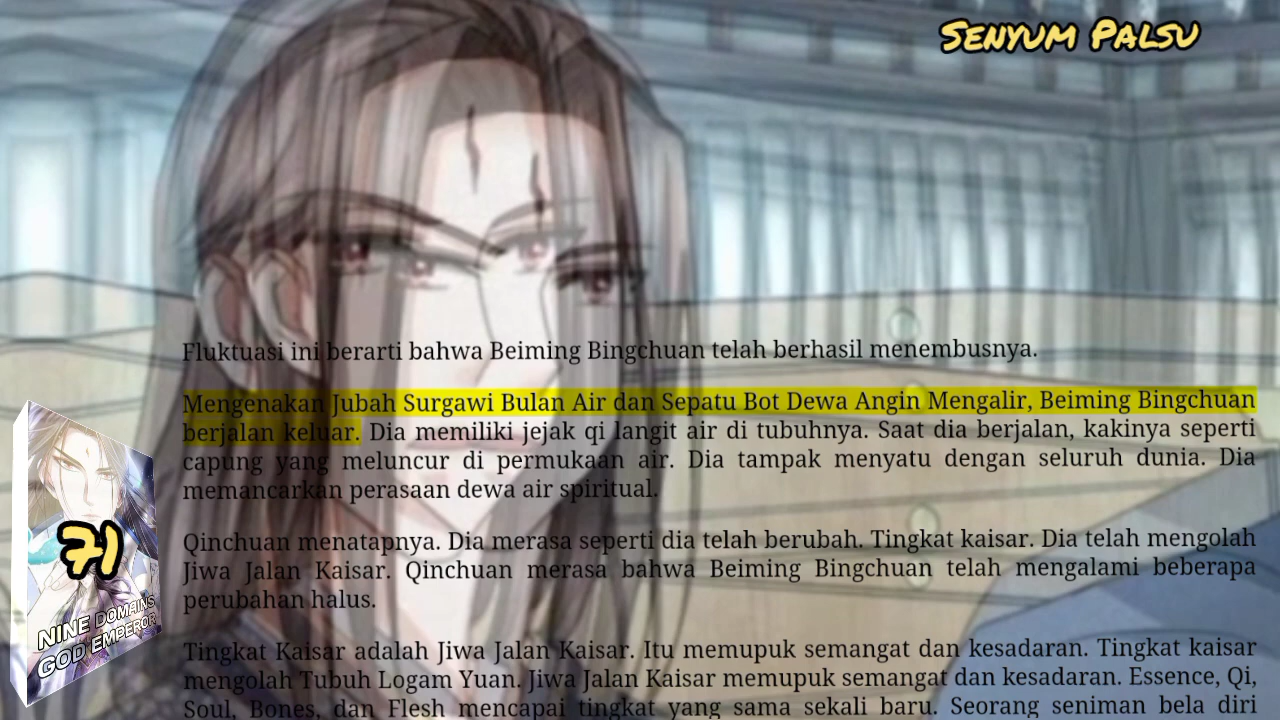 SENYUM PALSU
Fluktuasi ini berarti bahwa Beiming Bingchuan telah berhasil menembusnya.
Mengenakan Jubah Surgawi Bulan Air dan Sepatu Bot Dewa Angin Mengalir, Beiming Bingchuan
berjalan keluar. Dia memiliki jejak qi langit air di tubuhnya. Saat dia berjalan, kakinya seperti
capung yang meluncur di permukaan air. Dia tampak menyatu dengan seluruh dunia. Dia
memancarkan perasaan dewa air spiritual.
Qinchuan menatapnya. Dia merasa seperti dia telah berubah. Tingkat kaisar. Dia telah mengolah
Jiwa Jalan Kaisar. Qinchuan merasa bahwa Beiming Bingchuan telah mengalami beberapa
perubahan halus.
Tingkat Kaisar adalah Jiwa Jalan Kaisar. Itu memupuk semangat dan kesadaran. Tingkat kaisar
mengolah Tubuh Logam Yuan. Jiwa Jalan Kaisar memupuk semangat dan kesadaran. Essence, Qi,
Soul, Bones, dan Flesh mencapai tingkat yang sama sekali baru. Seorang seniman bela diri
71
NINE DOMAINS
GOD EMPEROR